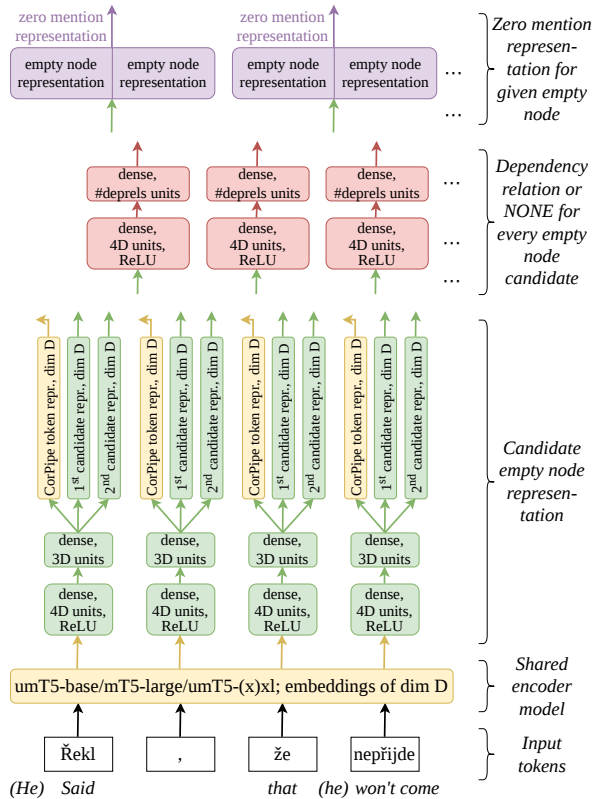 zero mention
representation
empty node
representation
empty node
representation
zero mention
representation
empty node
representation
empty node
representation
...
...
Zero mention
represen-
tation for
given empty
node
dense,
#deprels units
dense,
#deprels units
dense,
#deprels units
...
dense,
4D units,
ReLU
dense,
4D units,
ReLU
dense,
4D units,
ReLU
...
...
Dependency
relation or
NONE for
every empty
node
candidate
CorPipe token repr., dim D
1st candidate repr., dim D
2nd candidate repr., dim D
CorPipe token repr., dim D
1st candidate repr., dim D
2nd candidate repr., dim D
CorPipe token repr., dim D
1st candidate repr., dim D
2nd candidate repr., dim D
CorPipe token repr., dim D
1st candidate repr., dim D
2nd candidate repr., dim D
dense,
3D units
dense,
3D units
dense,
3D units
dense,
3D units
dense,
4D units,
ReLU
dense,
4D units,
ReLU
dense,
4D units,
ReLU
dense,
4D units,
ReLU
Candidate
empty node
represen-
tation
umT5-base/mT5-large/umT5-(x)xl; embeddings of dim D
Shared
encoder
model
Řekl
,
že
nepřijde
Input
tokens
(He) Said
that
(he) won't come